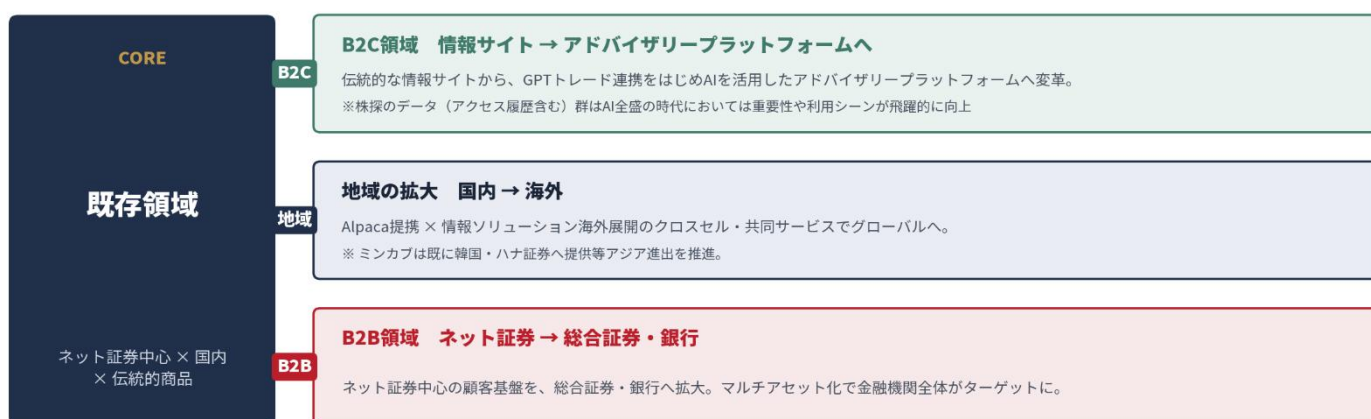 CORE
既存領域
ネット証券中心 × 国内
× 伝統的商品
B2C
B2C領域　情報サイト → アドバイザリープラットフォームへ
伝統的な情報サイトから、GPTトレード連携をはじめAIを活用したアドバイザリープラットフォームへ変革。
※株探のデータ（アクセス履歴含む）群はAI全盛の時代においては重要性や利用シーンが飛躍的に向上
地域
地域の拡大　国内 → 海外
Alpaca提携 × 情報ソリューション海外展開のクロスセル・共同サービスでグローバルへ。
※ ミンカブは既に韓国・ハナ証券へ提供等アジア進出を推進。
B2B
B2B領域　ネット証券 → 総合証券・銀行
ネット証券中心の顧客基盤を、総合証券・銀行へ拡大。マルチアセット化で金融機関全体がターゲットに。